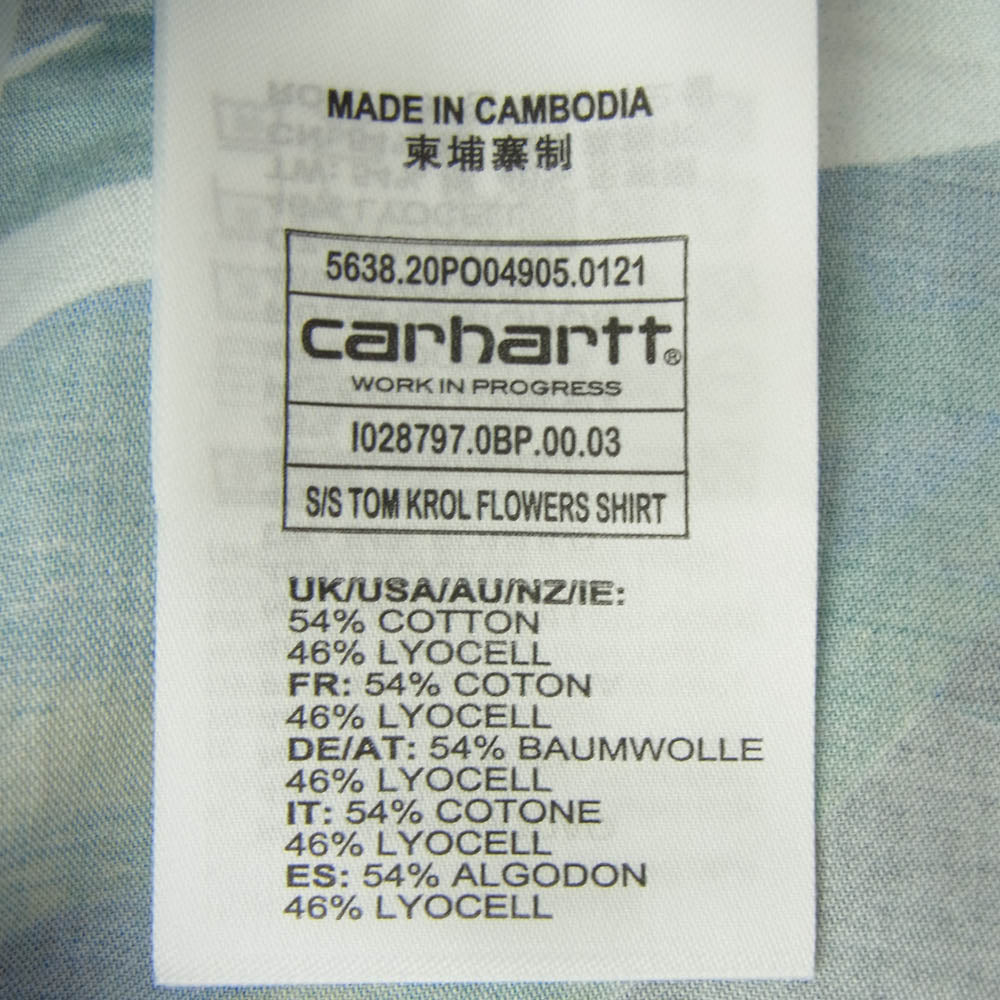 MADE IN CAMBODIA
柬埔寨制
5638.20PO04905.0121
carhartt®
WORK IN PROGRESS
I028797.0BP.00.03
S/S TOM KROL FLOWERS SHIRT
UK/USA/AU/NZ/IE:
54% COTTON
46% LYOCELL
FR: 54% COTON
46% LYOCELL
DE/AT: 54% BAUMWOLLE
46% LYOCELL
IT: 54% COTONE
46% LYOCELL
ES: 54% ALGODON
46% LYOCELL